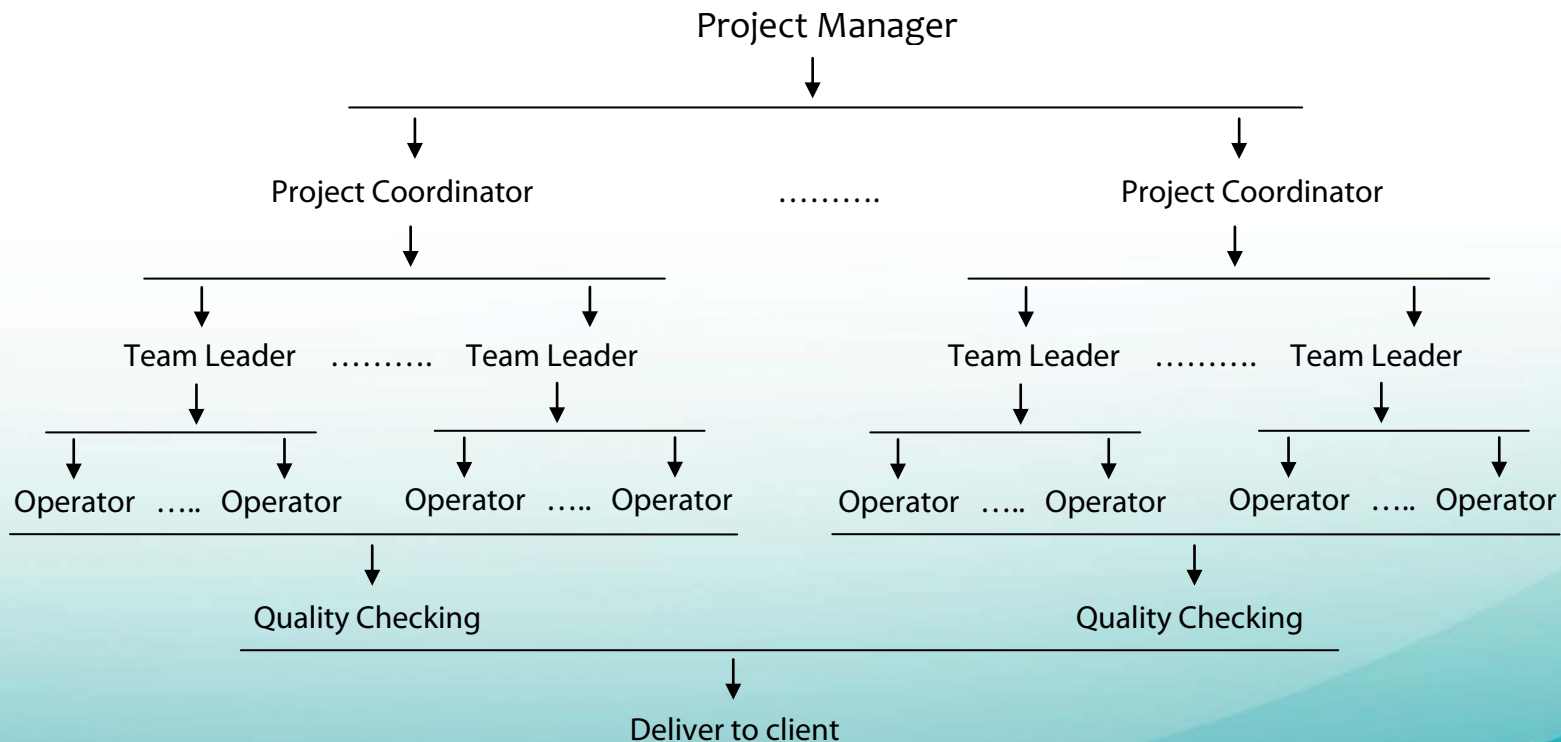 Project Manager
Project Coordinator ………. Project Coordinator
Team Leader ………. Team Leader Team Leader ………. Team Leader
Operator ….. Operator Operator ….. Operator Operator ….. Operator Operator ….. Operator
Quality Checking Quality Checking
Deliver to client